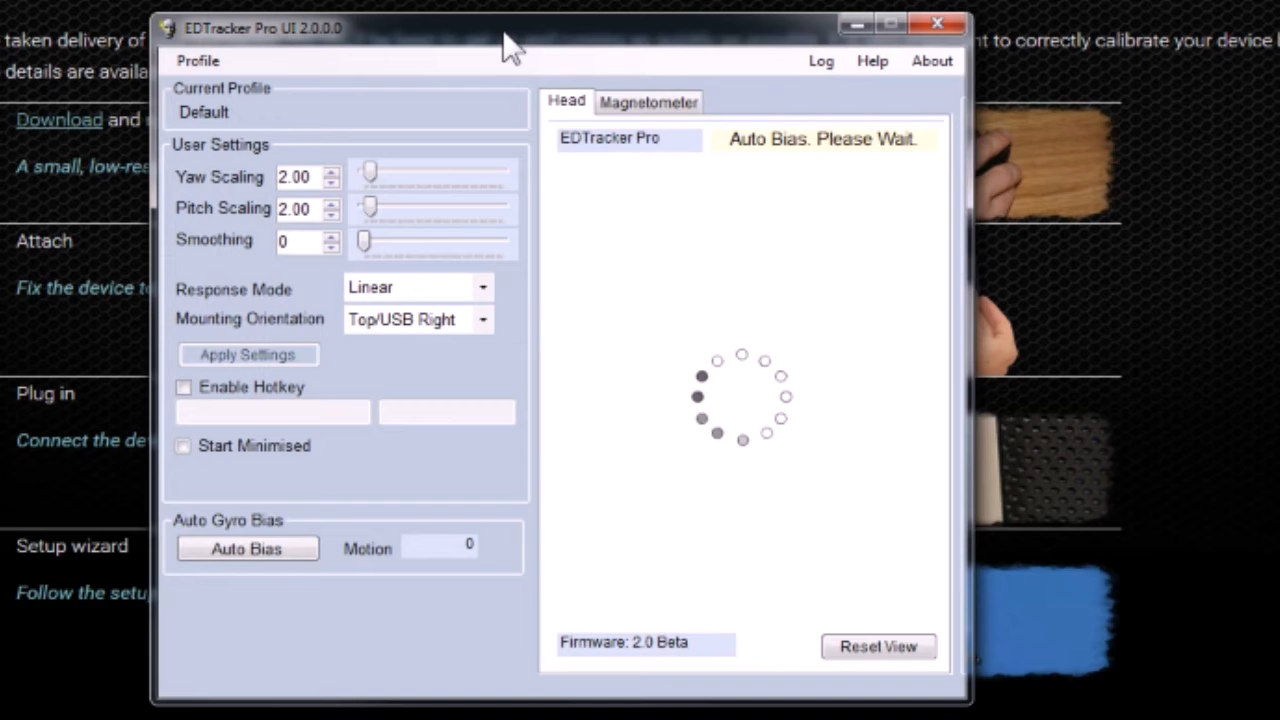 EDTracker Pro UI 2.0.0.0
taken delivery of
t to correctly calibrate your device
details are availa
Profile
Log Help About
Current Profile
Default
Head Magnetometer
Download and
EDTracker Pro
Auto Bias. Please Wait.
User Settings
A small, low-res
Yaw Scaling 2.00
Pitch Scaling 2.00
Smoothing 0
Attach
Fix the device to
Response Mode Linear
Mounting Orientation Top/USB Right
Apply Settings
Enable Hotkey
Plug in
Connect the dev
Start Minimised
Auto Gyro Bias
Auto Bias Motion 0
Setup wizard
Follow the setup
Firmware: 2.0 Beta
Reset View